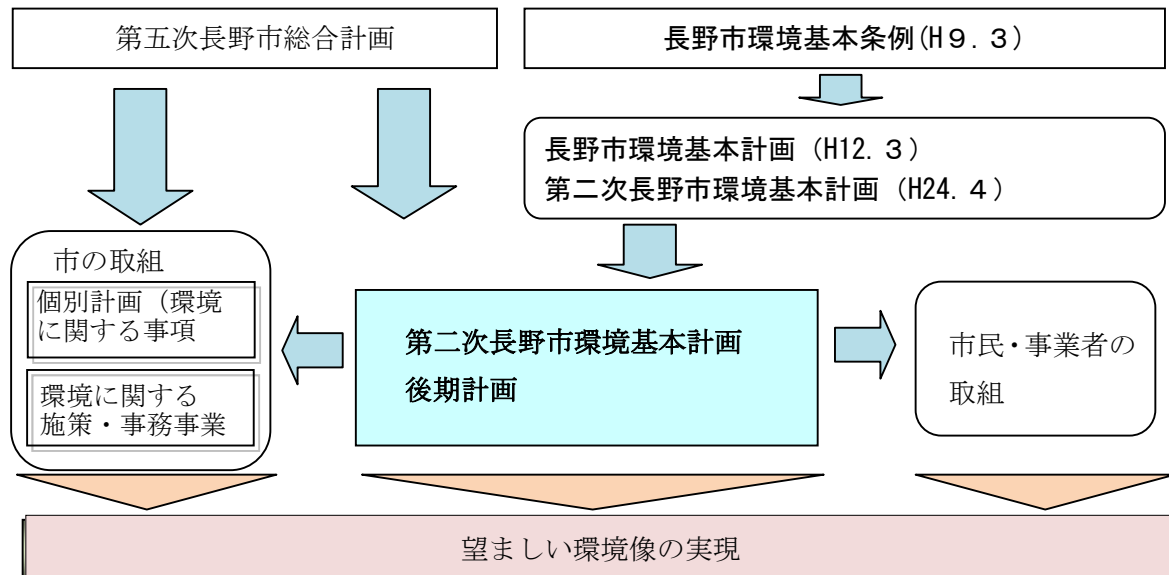 第五次長野市総合計画
長野市環境基本条例(H9.3)
長野市環境基本計画(H12.3)
第二次長野市環境基本計画(H24.4)
市の取組
個別計画(環境
に関する事項
環境に関する
施策・事務事業
第二次長野市環境基本計画
後期計画
市民・事業者の
取組
望ましい環境像の実現